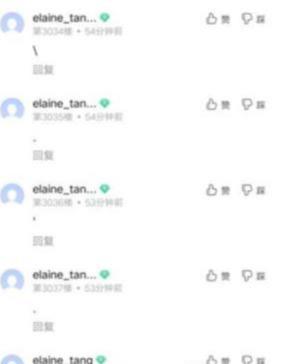 elaine_tan...
赞 踩
第3034楼 • 54分钟前
\
回复
elaine_tan...
赞 踩
第3035楼 • 54分钟前
.
回复
elaine_tan...
赞 踩
第3036楼 • 53分钟前
'
回复
elaine_tan...
赞 踩
第3037楼 • 53分钟前
.
回复
elaine_tang
赞 踩